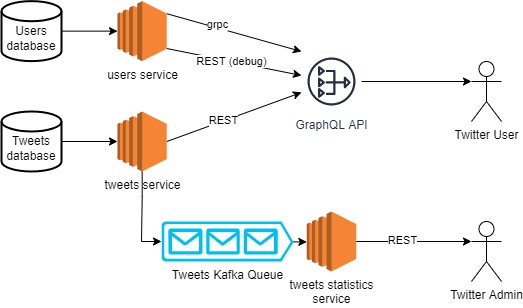 Users
database
users service
grpc
REST (debug)
GraphQL API
Twitter User
Tweets
database
tweets service
REST
Tweets Kafka Queue
tweets statistics
service
REST
Twitter Admin